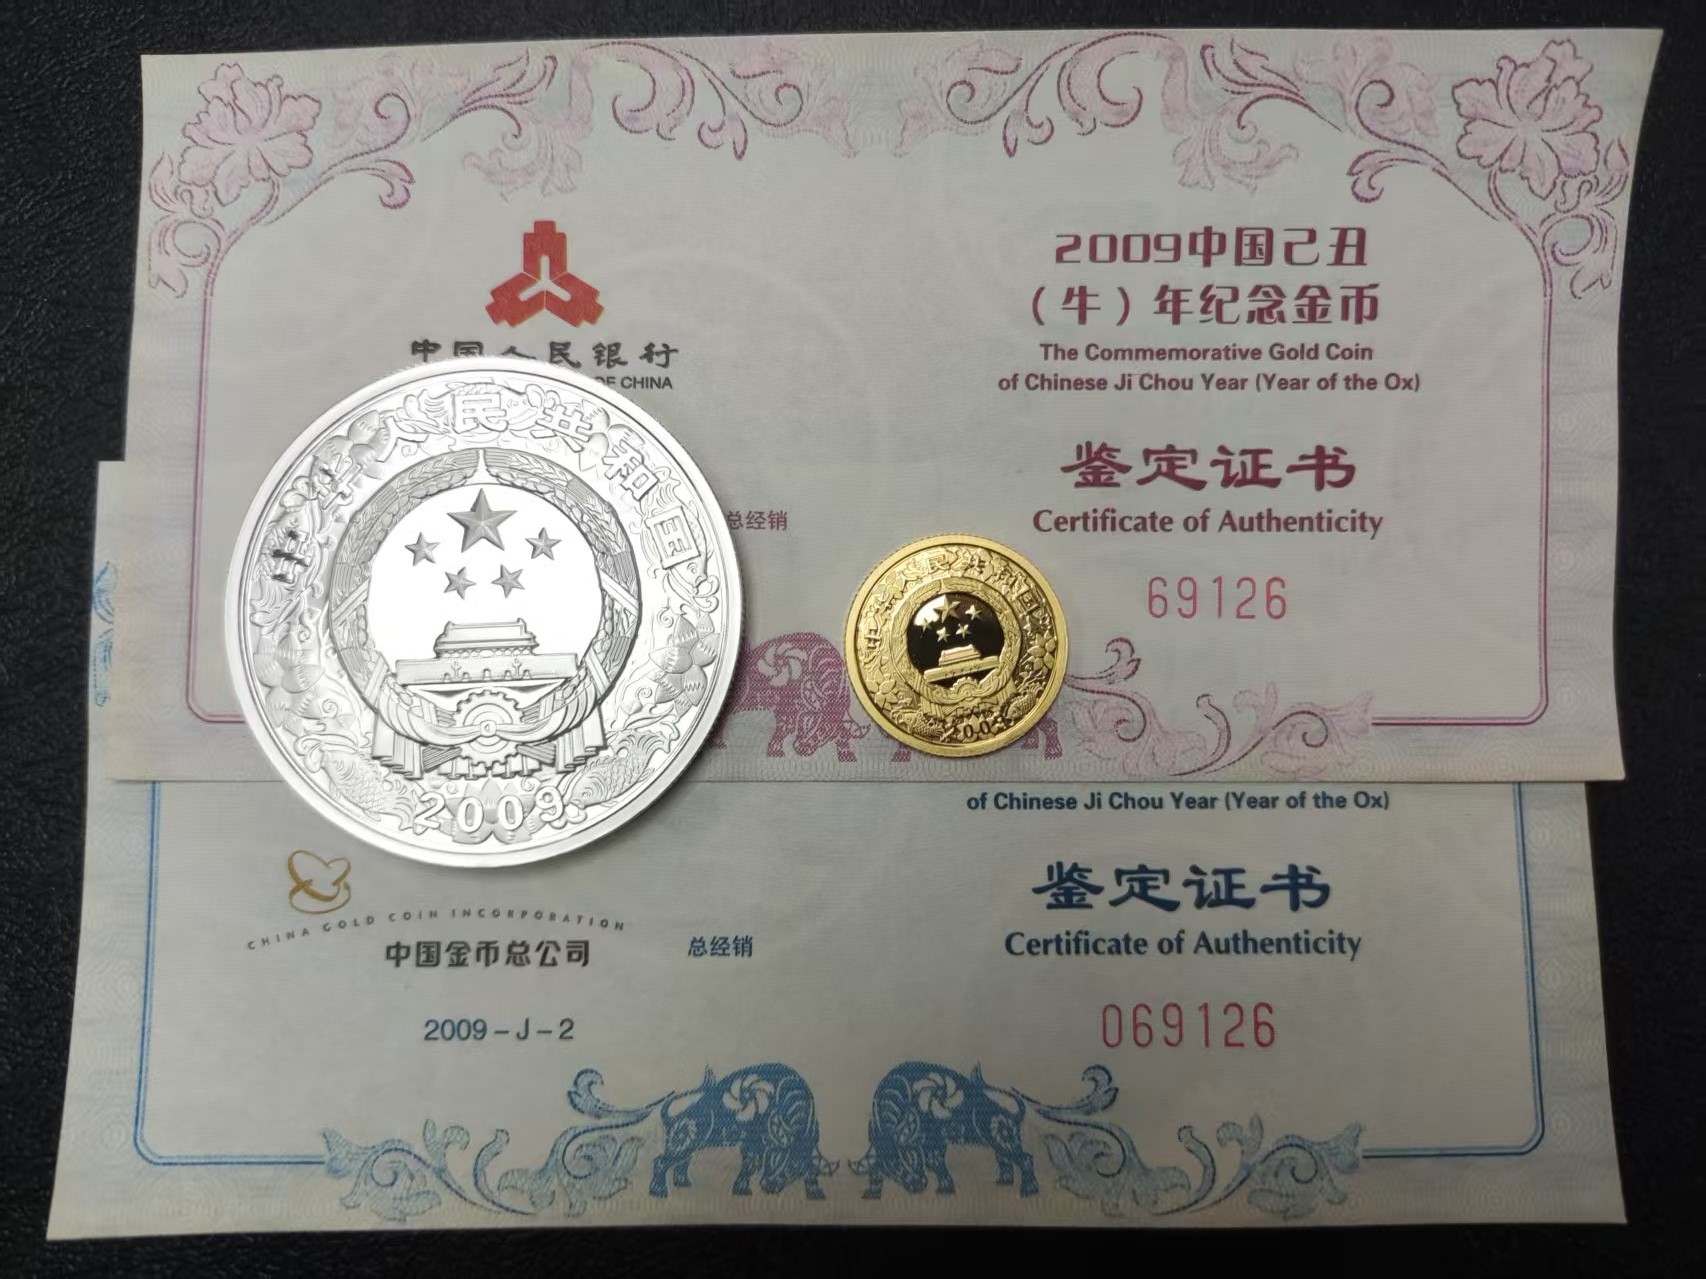 2009中国己丑
（牛）年纪念金币
The Commemorative Gold Coin
of Chinese Ji Chou Year (Year of the Ox)
中国人民银行
OF CHINA
鉴定证书
Certificate of Authenticity
总经销
69126
中华人民共和国
2009
中华人民共和国
2009
of Chinese Ji Chou Year (Year of the Ox)
鉴定证书
Certificate of Authenticity
CHINA GOLD COIN INCORPORATION
中国金币总公司
总经销
2009-J-2
069126